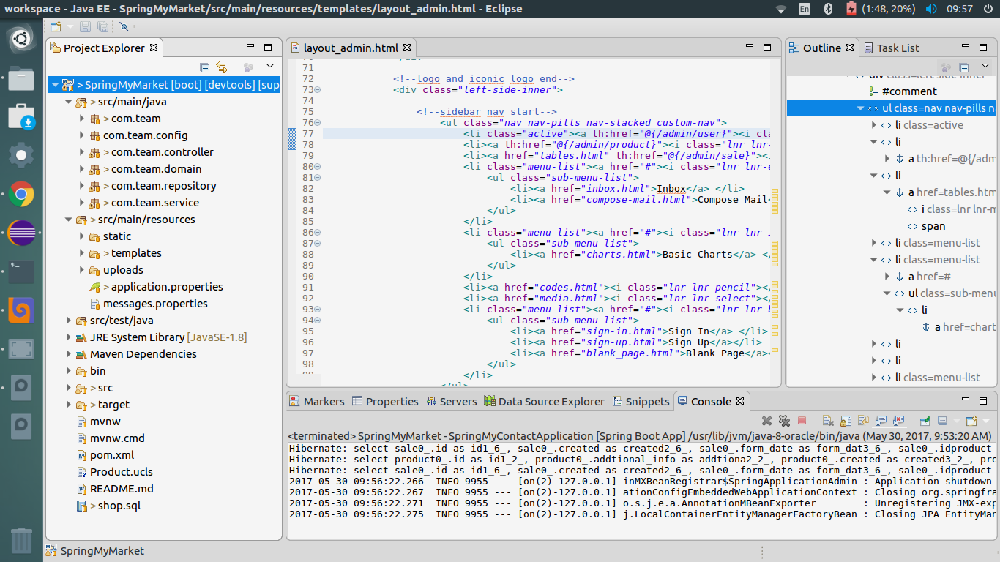 workspace - Java EE - SpringMyMarket/src/main/resources/templates/layout_admin.html - Eclipse
En (1:48, 20%) 09:57
Project Explorer
> SpringMyMarket [boot] [devtools] [sup
> src/main/java
> com.team
com.team.config
> com.team.controller
> com.team.domain
> com.team.repository
> com.team.service
> src/main/resources
static
> templates
uploads
> application.properties
messages.properties
src/test/java
JRE System Library [JavaSE-1.8]
Maven Dependencies
bin
> src
> target
mvnw
mvnw.cmd
pom.xml
Product.ucls
README.md
> shop.sql
layout_admin.html
71
72 <!--logo and iconic logo end-->
73 <div class="left-side-inner">
74
75 <!--sidebar nav start-->
76 <ul class="nav nav-pills nav-stacked custom-nav">
77 <li class="active"><a th:href="@{/admin/user}"><i cla
78 <li><a th:href="@{/admin/product}"><i class="lnr lnr-
79 <li><a href="tables.html" th:href="@{/admin/sale}"><i
80 <li class="menu-list"><a href="#"><i class="lnr lnr-e
81 <ul class="sub-menu-list">
82 <li><a href="inbox.html">Inbox</a> </li>
83 <li><a href="compose-mail.html">Compose Mail<
84 </ul>
85 </li>
86 <li class="menu-list"><a href="#"><i class="lnr lnr-i
87 <ul class="sub-menu-list">
88 <li><a href="charts.html">Basic Charts</a> </
89 </ul>
90 </li>
91 <li><a href="codes.html"><i class="lnr lnr-pencil"></
92 <li><a href="media.html"><i class="lnr lnr-select"></
93 <li class="menu-list"><a href="#"><i class="lnr lnr-b
94 <ul class="sub-menu-list">
95 <li><a href="sign-in.html">Sign In</a> </li>
96 <li><a href="sign-up.html">Sign Up</a></li>
97 <li><a href="blank_page.html">Blank Page</a><
98 </ul>
99 </li>
Outline Task List
div class=left-side-inner
#comment
ul class=nav nav-pills n
li class=active
li
a th:href=@{/adm
li
a href=tables.htm
i class=lnr lnr-m
span
li class=menu-list
li class=menu-list
a href=#
ul class=sub-menu
li
a href=chart
li
li
li class=menu-list
Markers Properties Servers Data Source Explorer Snippets Console
<terminated> SpringMyMarket - SpringMyContactApplication [Spring Boot App] /usr/lib/jvm/java-8-oracle/bin/java (May 30, 2017, 9:53:20 AM)
Hibernate: select sale0_.id as id1_6_, sale0_.created as created2_6_, sale0_.form_date as form_dat3_6_, sale0_.idproduct
Hibernate: select product0_.id as id1_2_, product0_.addtional_info as addtiona2_2_, product0_.created as created3_2_, pro
Hibernate: select sale0_.id as id1_6_, sale0_.created as created2_6_, sale0_.form_date as form_dat3_6_, sale0_.idproduct
2017-05-30 09:56:22.266 INFO 9955 --- [on(2)-127.0.0.1] inMXBeanRegistrar$SpringApplicationAdmin : Application shutdown
2017-05-30 09:56:22.267 INFO 9955 --- [on(2)-127.0.0.1] ationConfigEmbeddedWebApplicationContext : Closing org.springfra
2017-05-30 09:56:22.271 INFO 9955 --- [on(2)-127.0.0.1] o.s.j.e.a.AnnotationMBeanExporter : Unregistering JMX-exp
2017-05-30 09:56:22.275 INFO 9955 --- [on(2)-127.0.0.1] j.LocalContainerEntityManagerFactoryBean : Closing JPA EntityMan
SpringMyMarket